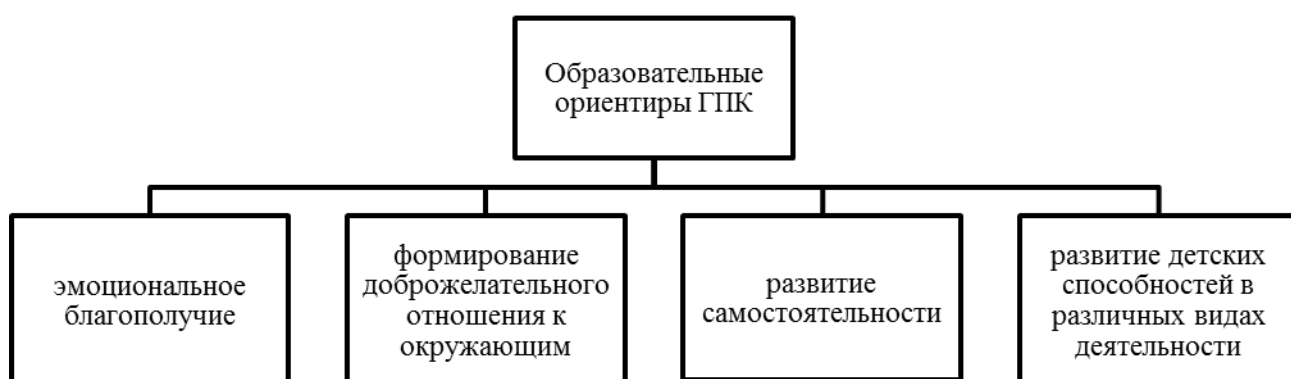 Образовательные
ориентиры ГПК
эмоциональное
благополучие
формирование
доброжелательного
отношения к
окружающим
развитие
самостоятельности
развитие детских
способностей в
различных видах
деятельности